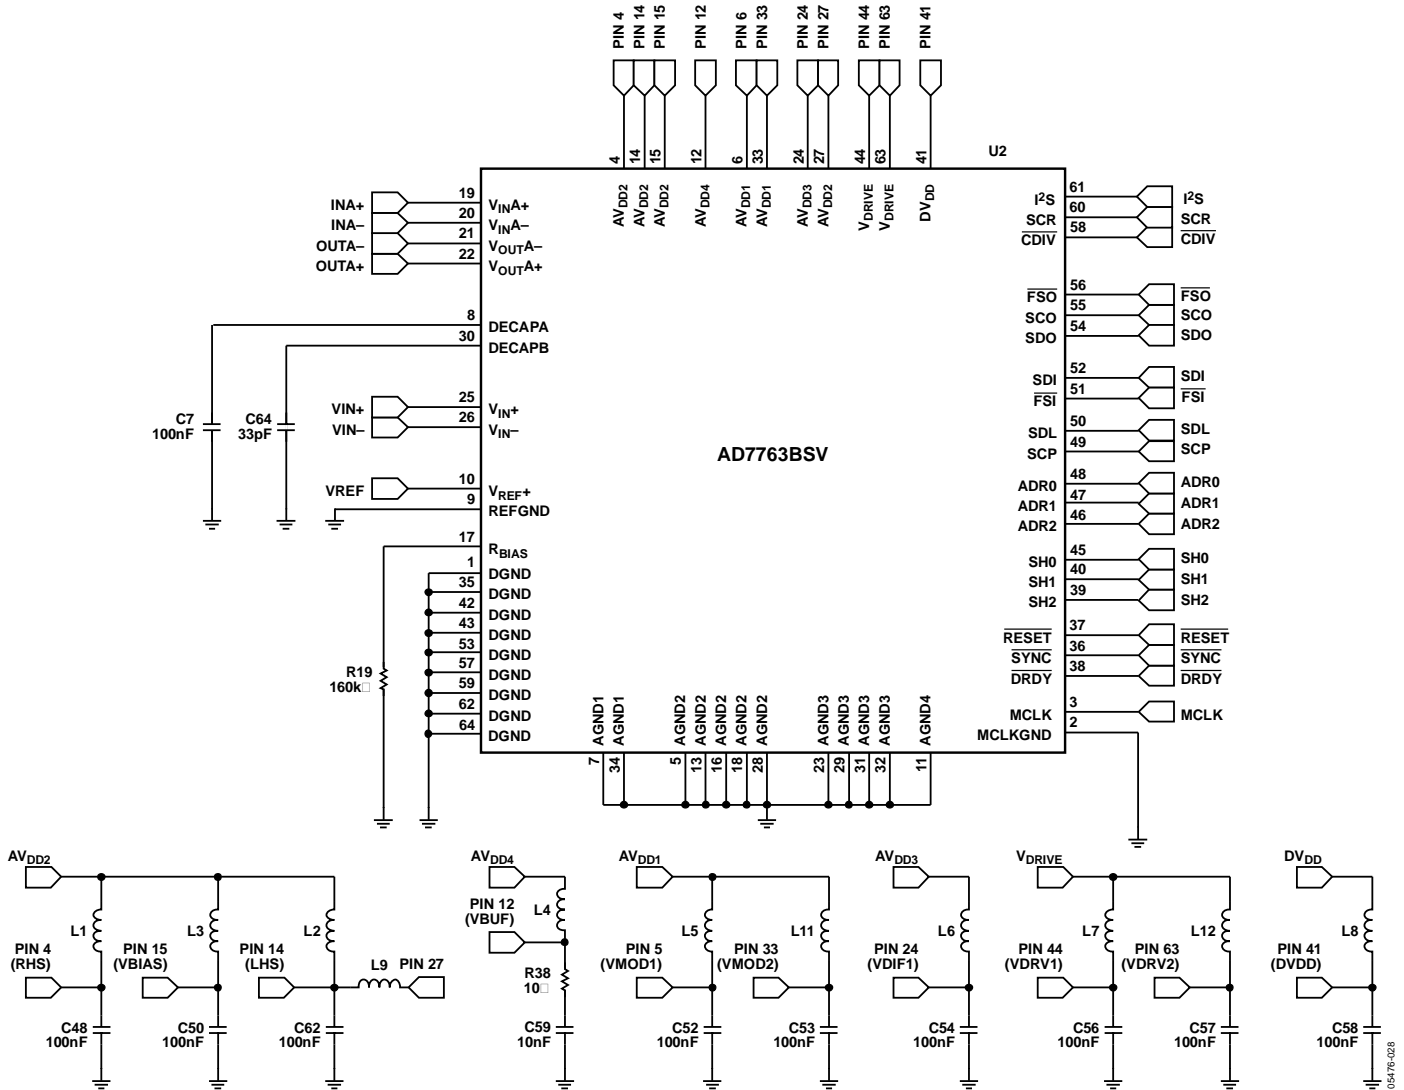 PIN 4
PIN 14
PIN 15
PIN 12
PIN 6
PIN 33
PIN 24
PIN 27
PIN 44
PIN 63
PIN 41
U2
4
14
15
12
6
33
24
27
44
63
41
AVDD2
AVDD2
AVDD2
AVDD4
AVDD1
AVDD1
AVDD3
AVDD2
VDRIVE
VDRIVE
DVDD
INA+ 19 VINA+
INA– 20 VINA–
OUTA– 21 VOUTA–
OUTA+ 22 VOUTA+
8 DECAPA
30 DECAPB
C7
100nF
C64
33pF
VIN+ 25 VIN+
VIN– 26 VIN–
VREF 10 VREF+
9 REFGND
17 RBIAS
1 DGND
35 DGND
42 DGND
43 DGND
53 DGND
57 DGND
59 DGND
62 DGND
64 DGND
R19
160k□
AD7763BSV
I2S 61 I2S
SCR 60 SCR
CDIV 58 CDIV
FSO 56 FSO
SCO 55 SCO
SDO 54 SDO
SDI 52 SDI
FSI 51 FSI
SDL 50 SDL
SCP 49 SCP
ADR0 48 ADR0
ADR1 47 ADR1
ADR2 46 ADR2
SH0 45 SH0
SH1 40 SH1
SH2 39 SH2
RESET 37 RESET
SYNC 36 SYNC
DRDY 38 DRDY
MCLK 3 MCLK
MCLKGND 2
AGND1
AGND1
AGND2
AGND2
AGND2
AGND2
AGND2
AGND3
AGND3
AGND3
AGND3
AGND4
7
34
5
13
16
18
28
23
29
31
32
11
AVDD2
L1
L3
L2
PIN 4
(RHS)
PIN 15
(VBIAS)
PIN 14
(LHS)
L9
PIN 27
C48
100nF
C50
100nF
C62
100nF
AVDD4
PIN 12
(VBUF)
L4
R38
10□
C59
10nF
AVDD1
L5
L11
PIN 5
(VMOD1)
PIN 33
(VMOD2)
C52
100nF
C53
100nF
AVDD3
L6
PIN 24
(VDIF1)
C54
100nF
VDRIVE
L7
L12
PIN 44
(VDRV1)
PIN 63
(VDRV2)
C56
100nF
C57
100nF
DVDD
L8
PIN 41
(DVDD)
C58
100nF
05476-028